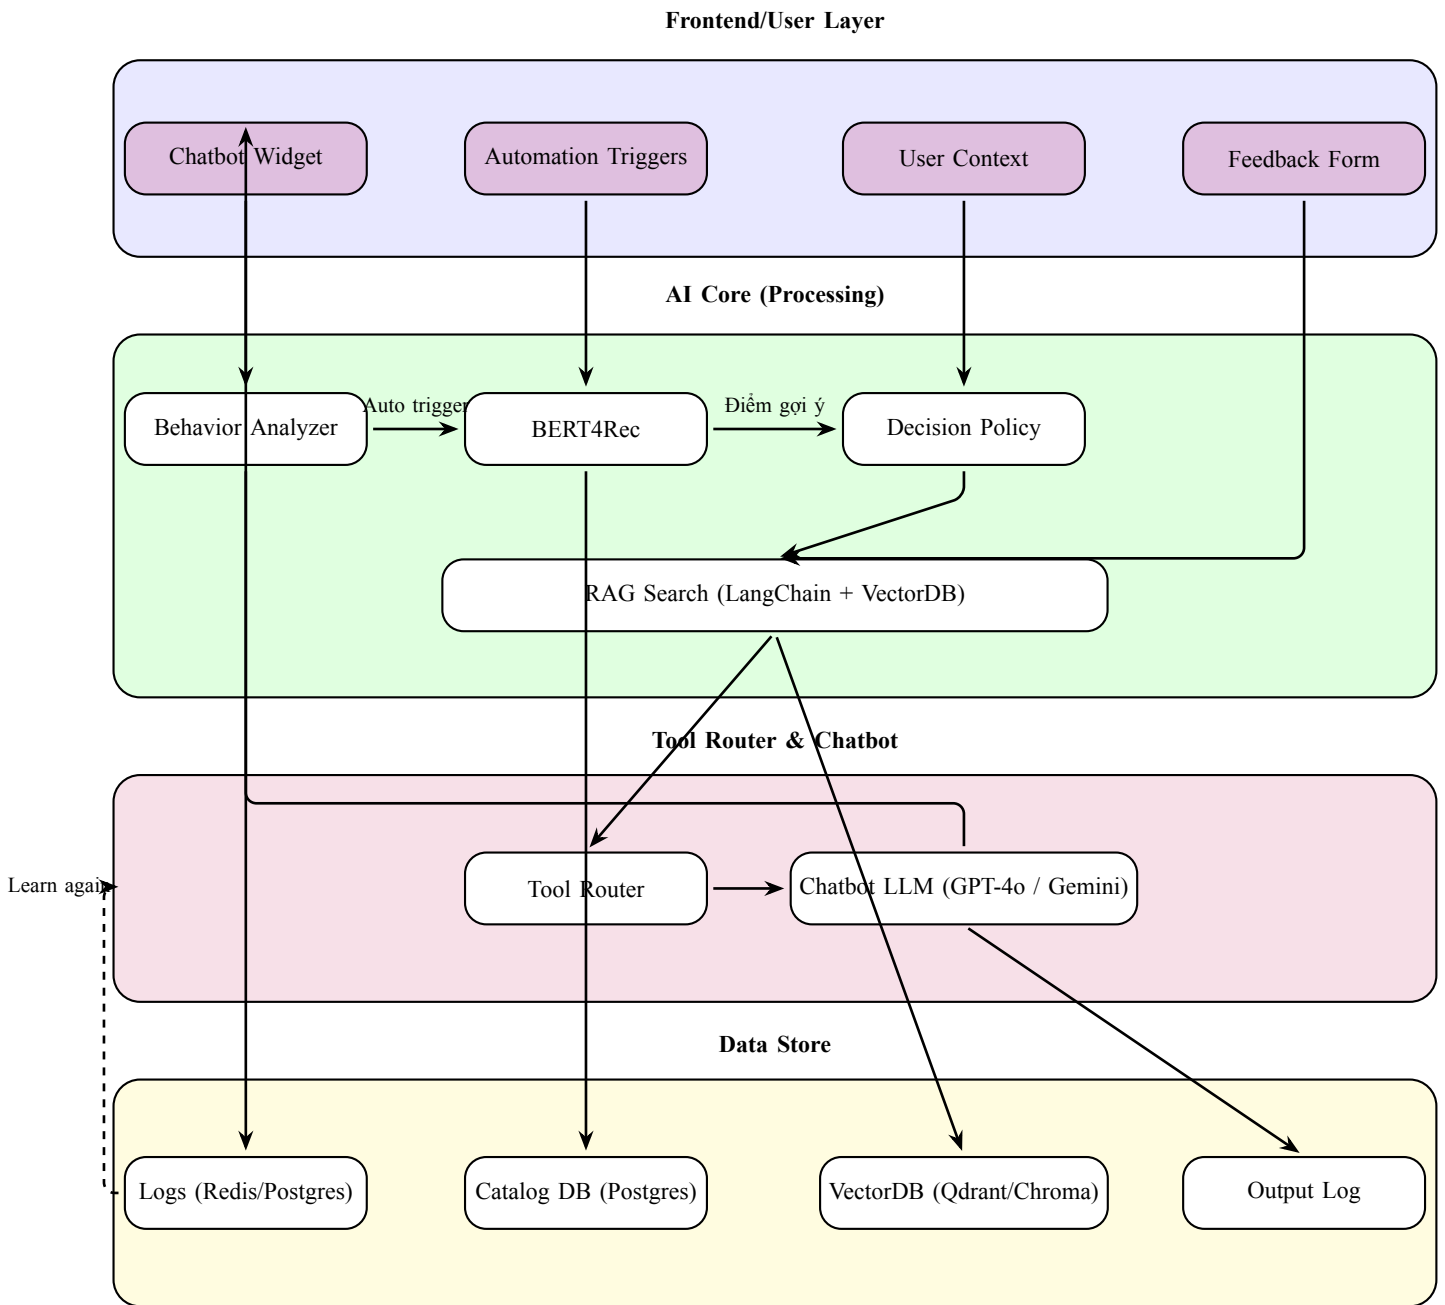 Frontend/User Layer
Chatbot Widget
Automation Triggers
User Context
Feedback Form
AI Core (Processing)
Behavior Analyzer
Auto trigger
BERT4Rec
Điểm gợi ý
Decision Policy
RAG Search (LangChain + VectorDB)
Tool Router & Chatbot
Learn again
Tool Router
Chatbot LLM (GPT-4o / Gemini)
Data Store
Logs (Redis/Postgres)
Catalog DB (Postgres)
VectorDB (Qdrant/Chroma)
Output Log